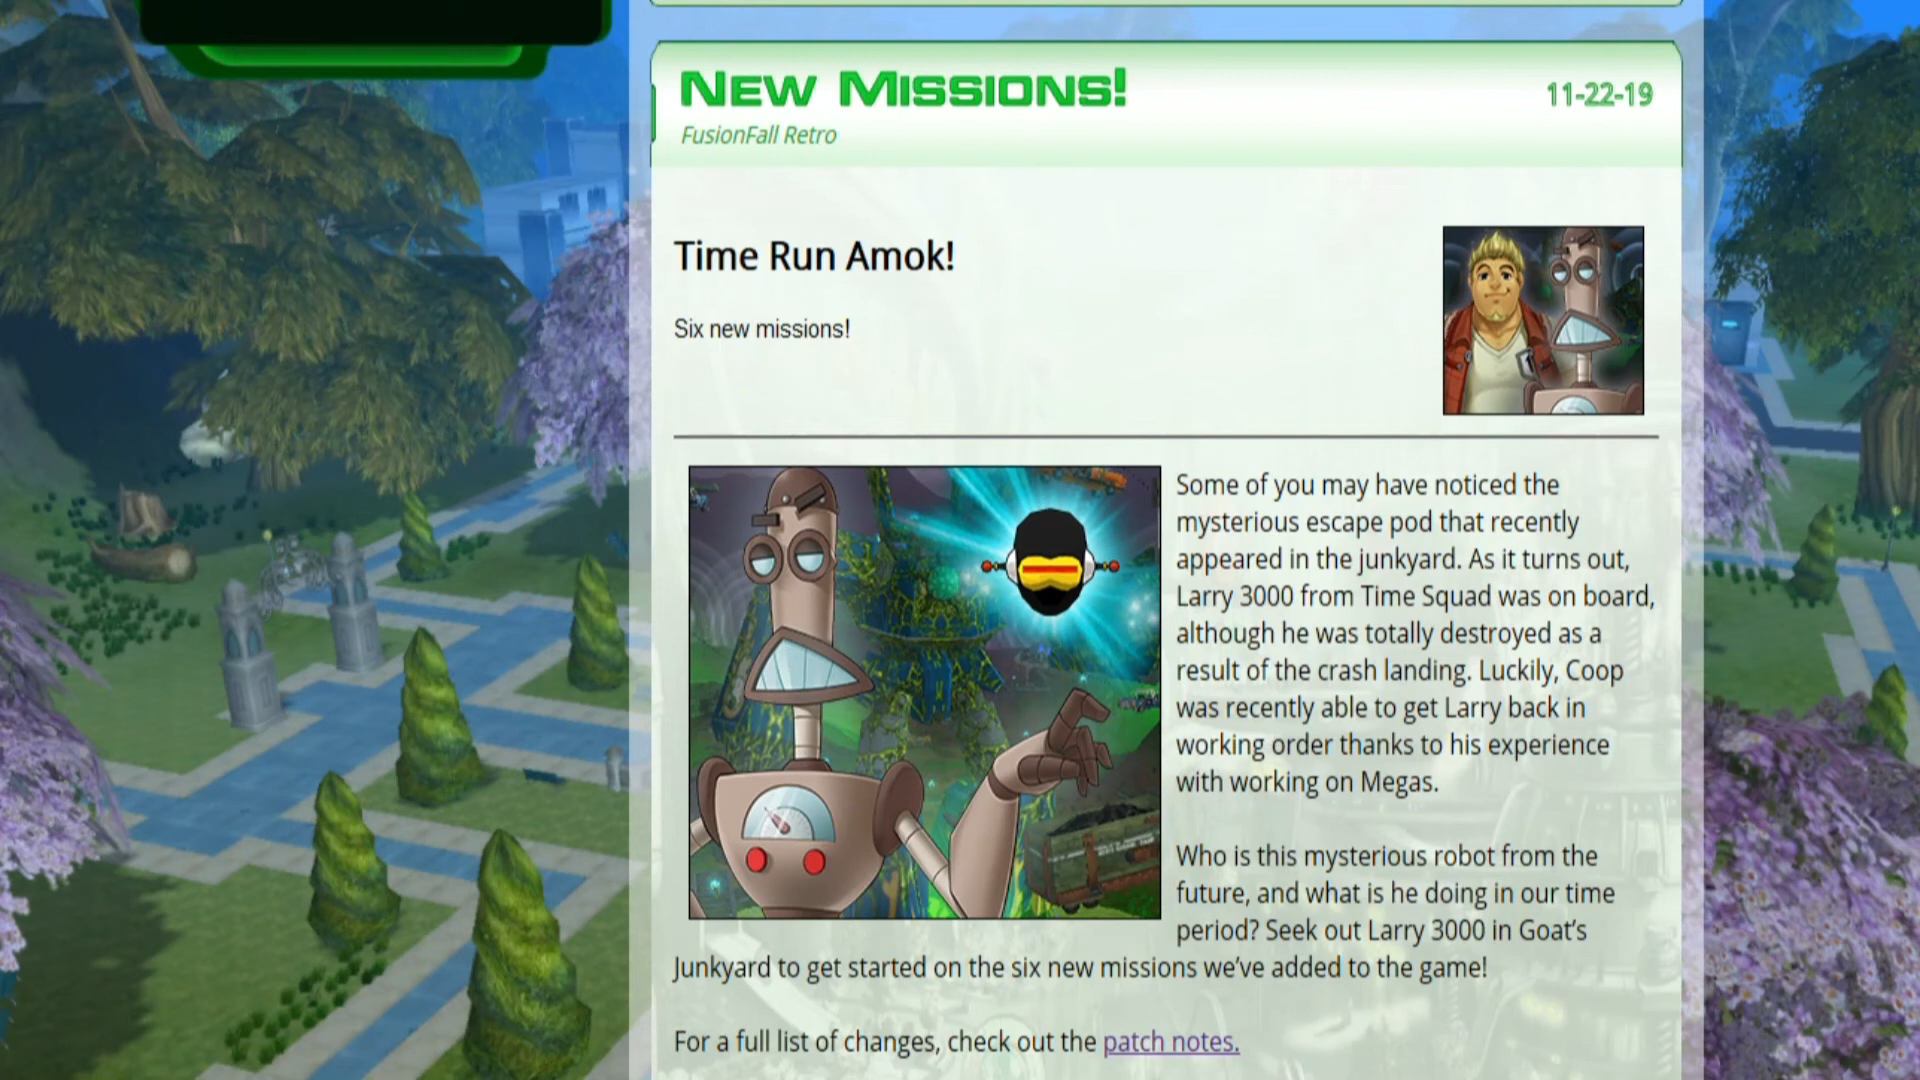 New Missions!
11-22-19
FusionFall Retro
Time Run Amok!
Six new missions!
Some of you may have noticed the
mysterious escape pod that recently
appeared in the junkyard. As it turns out,
Larry 3000 from Time Squad was on board,
although he was totally destroyed as a
result of the crash landing. Luckily, Coop
was recently able to get Larry back in
working order thanks to his experience
with working on Megas.
Who is this mysterious robot from the
future, and what is he doing in our time
period? Seek out Larry 3000 in Goat’s
Junkyard to get started on the six new missions we’ve added to the game!
For a full list of changes, check out the patch notes.